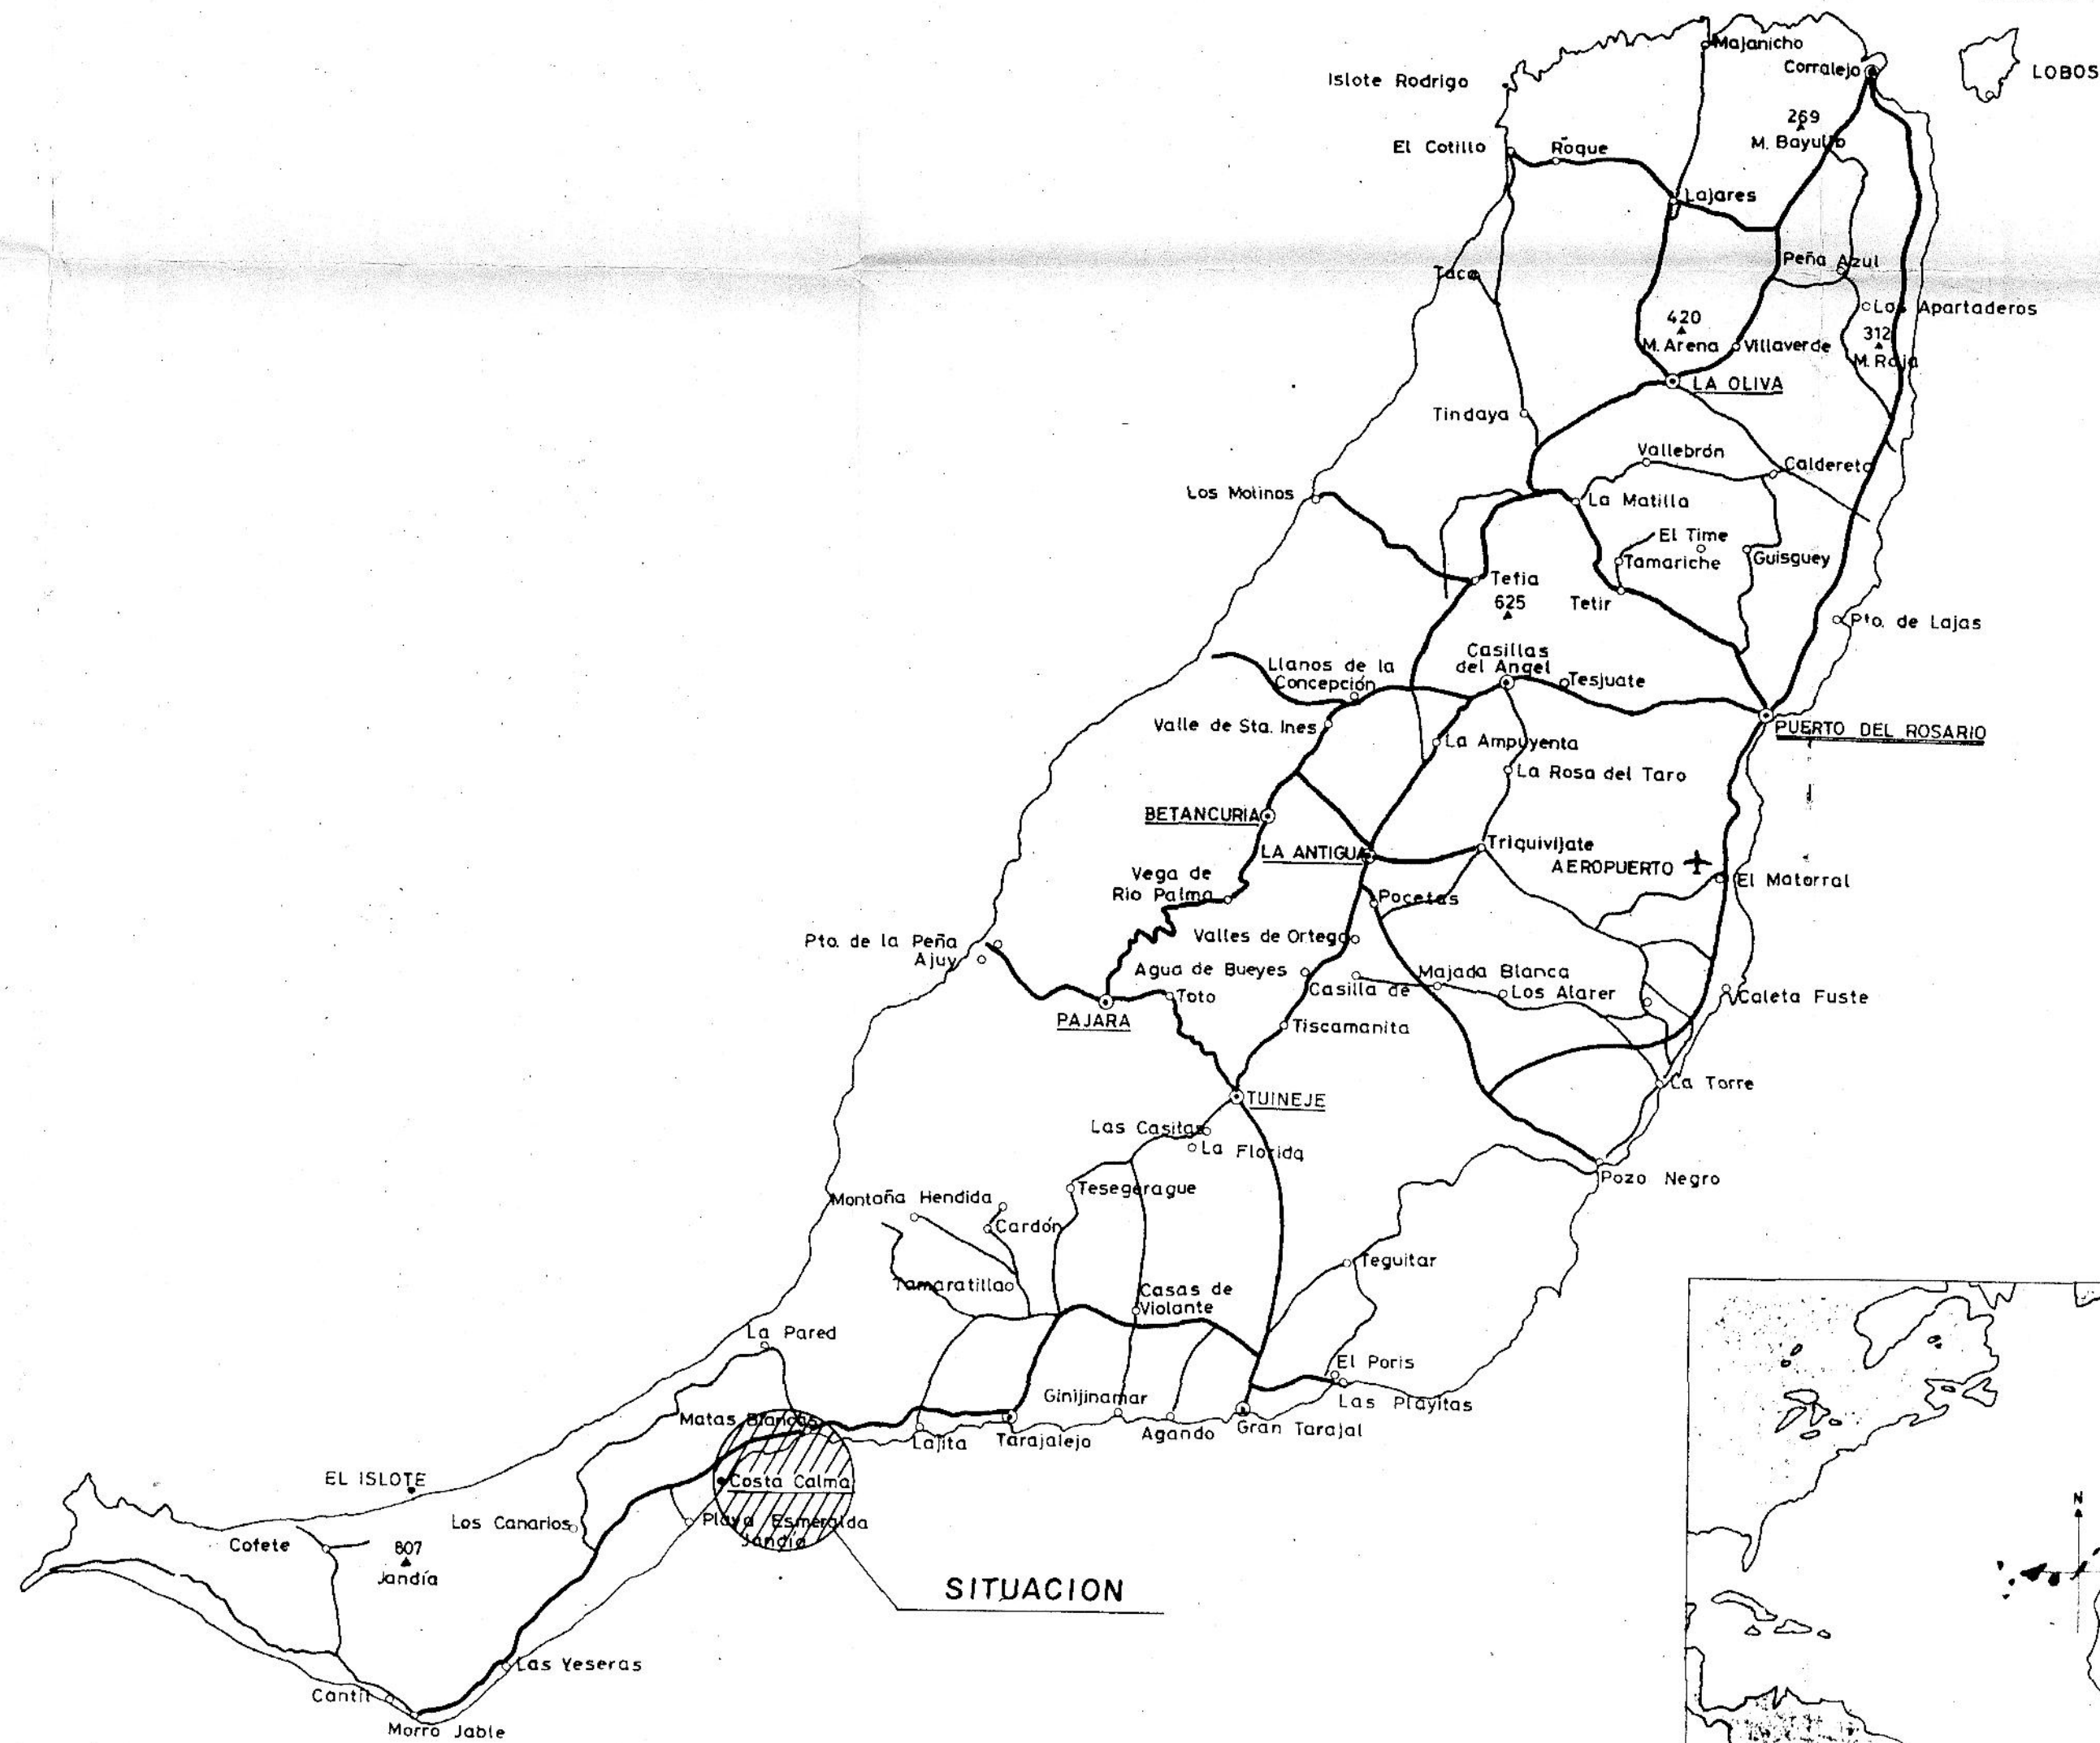 Majanicho
Corralejo
LOBOS
Islote Rodrigo
269
M. Bayullo
El Cotillo
Roque
Lajares
Peña Azul
Taca
Los Apartaderos
420
312
M. Arena
Villaverde
M. Roja
LA OLIVA
Tindaya
Vallebrón
Caldereta
Los Molinos
La Matilla
El Time
Tamariche
Guisguey
Tefia
625
Tetir
Pto. de Lajas
Casillas
del Angel
Llanos de la
Concepción
Tesjuate
Valle de Sta. Ines
PUERTO DEL ROSARIO
La Ampuyenta
La Rosa del Taro
BETANCURIA
LA ANTIGUA
Triquivijate
AEROPUERTO
El Matorral
Vega de
Rio Palma
Pocetas
Valles de Ortega
Pto. de la Peña
Ajuy
Agua de Bueyes
Majada Blanca
Casilla de
Los Alarer
Toto
Caleta Fuste
PAJARA
Tiscamanita
La Torre
TUINEJE
Las Casitas
La Florida
Pozo Negro
Tesegerague
Montaña Hendida
Cardón
Teguitar
Tamaratilla
Casas de
Violante
La Pared
El Poris
Ginijinamar
Las Playitas
Matas Blancas
Lajita
Tarajalejo
Agando
Gran Tarajal
EL ISLOTE
Costa Calma
Los Canarios
Playa Esmeralda
Jandía
Cofete
807
Jandía
N
SITUACION
Las Yeseras
Cantil
Morro Jable